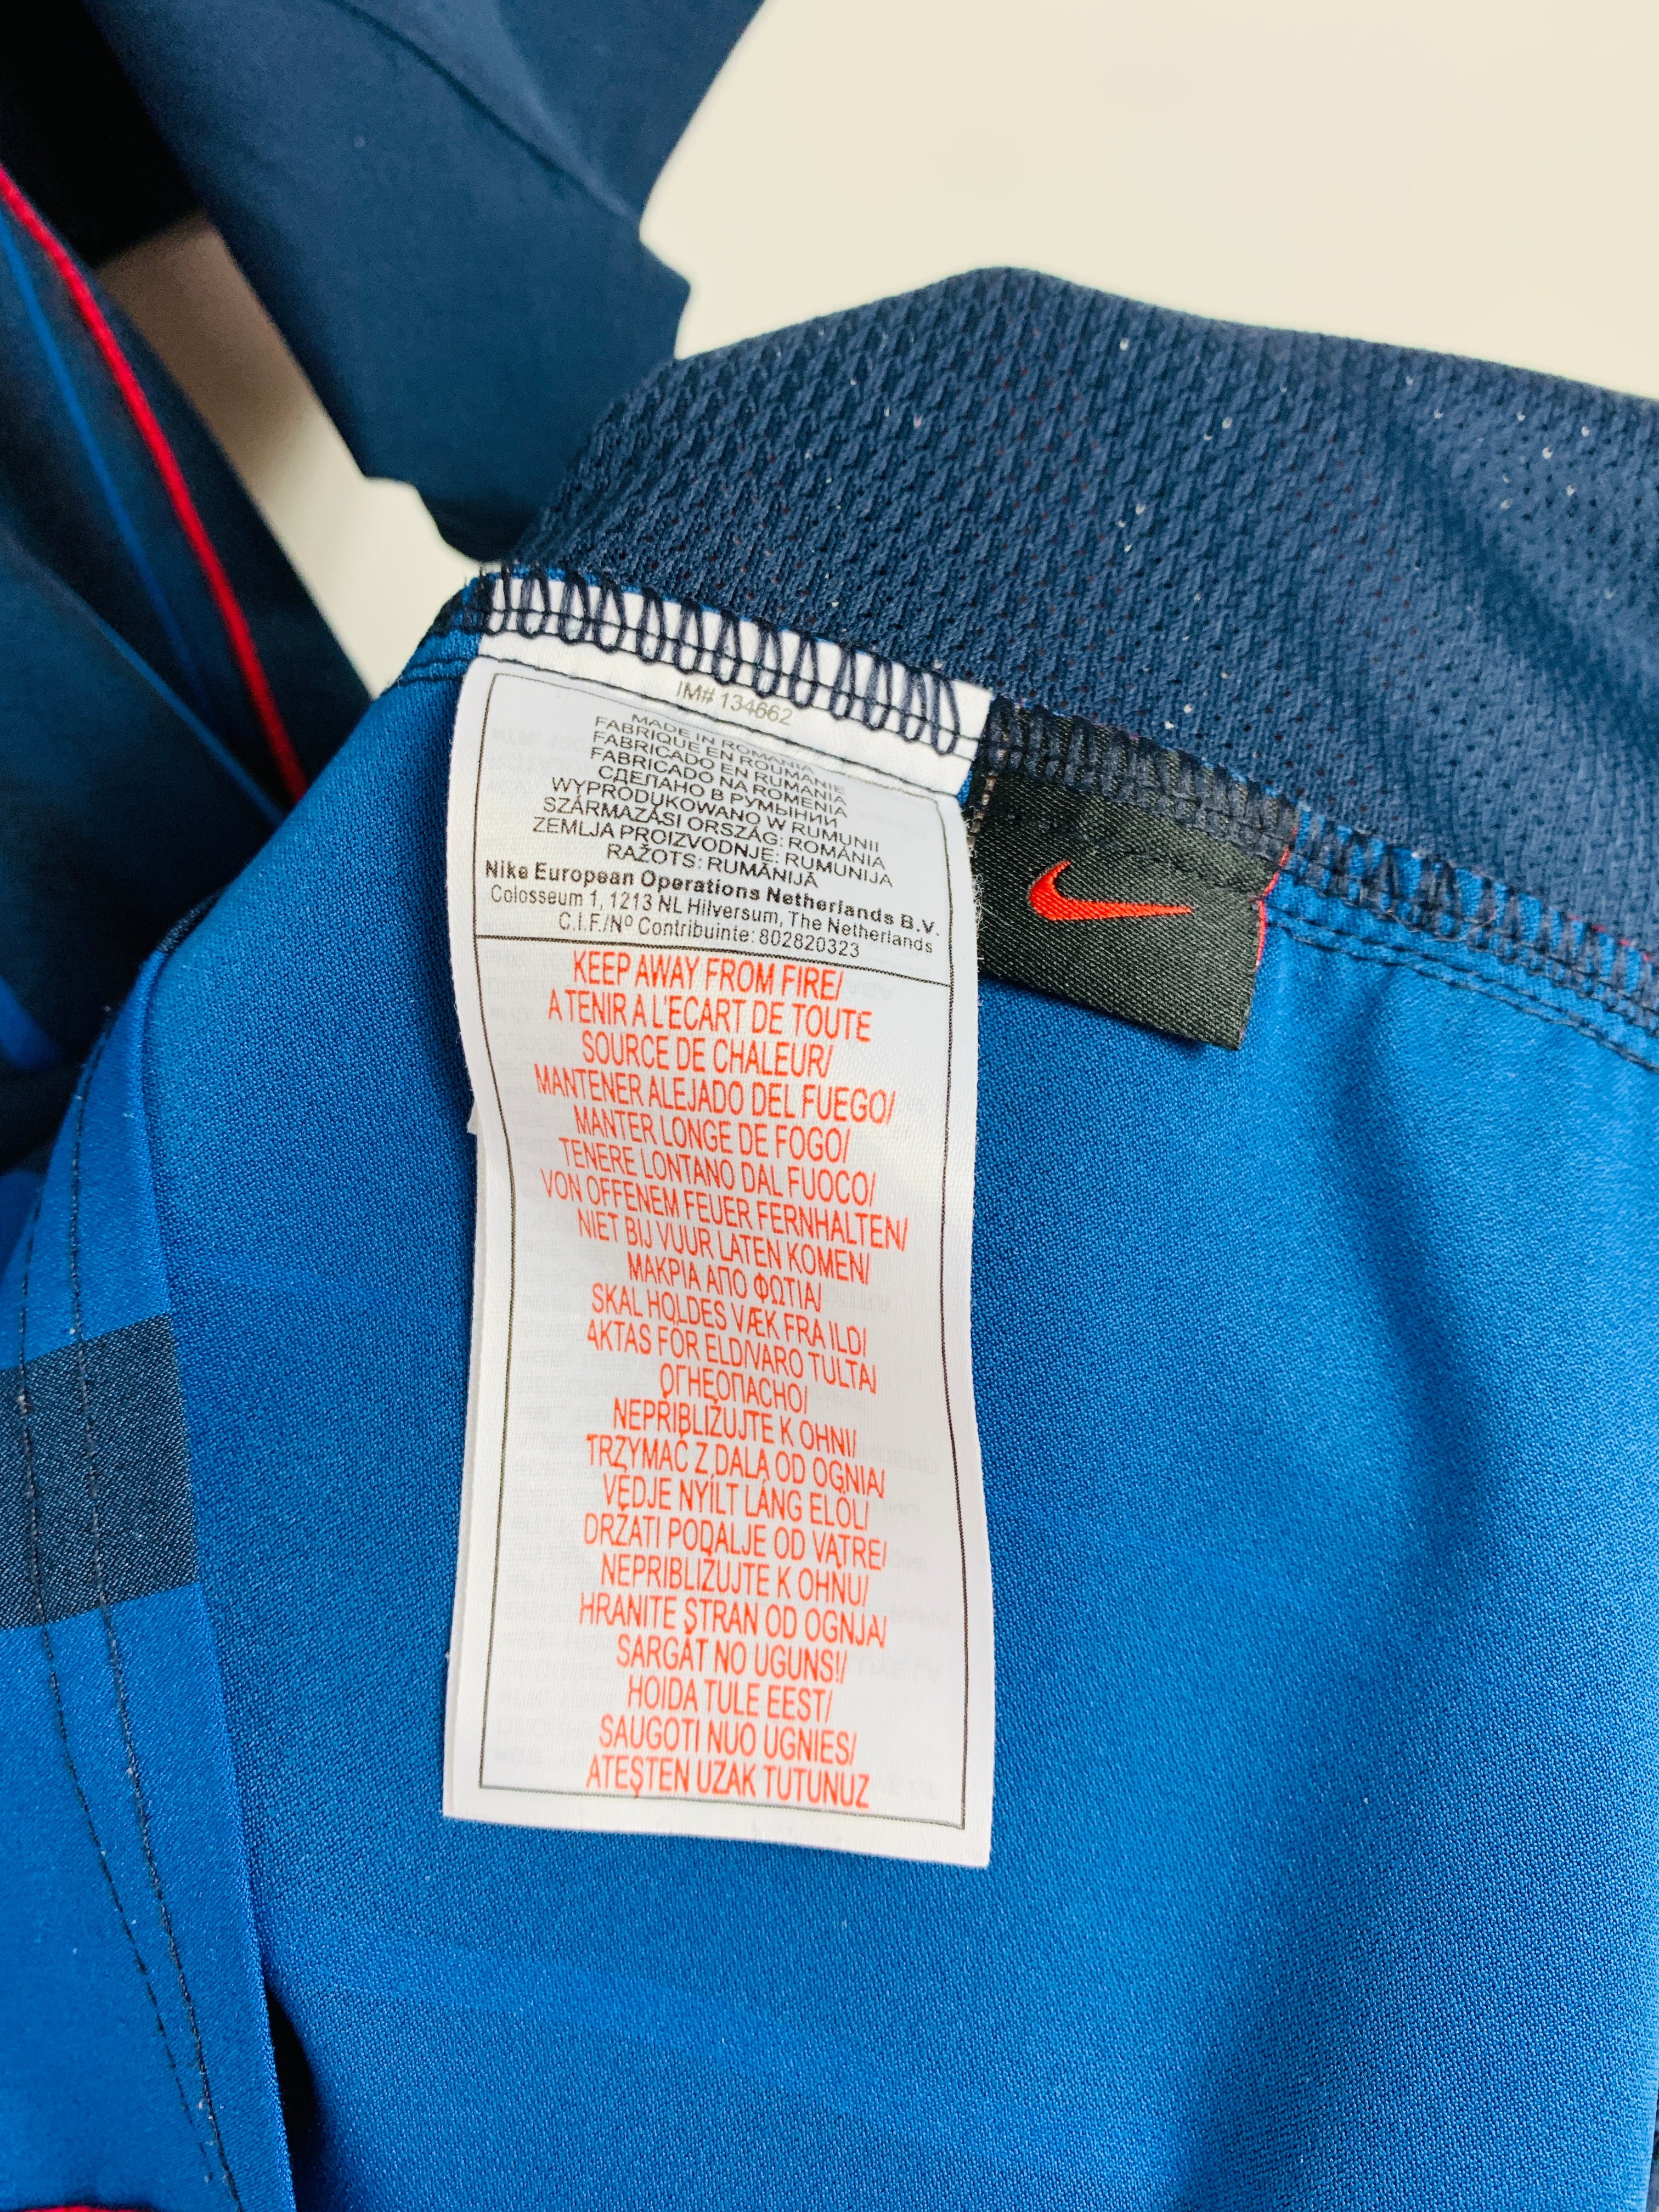 IM# 134662
MADE IN ROMANIA
FABRIQUE EN ROUMANIE
FABRICADO EN RUMANIA
FABRICADO NA ROMENIA
СДЕЛАНО В РУМЫНИИ
WYPRODUKOWANO W RUMUNII
SZÁRMAZÁSI ORSZÁG: ROMÁNIA
ZEMLJA PROIZVODNJE: RUMUNIJA
RAŽOTS: RUMĀNIJĀ
Nike European Operations Netherlands B.V.
Colosseum 1, 1213 NL Hilversum, The Netherlands
C.I.F./Nº Contribuinte: 802820323
KEEP AWAY FROM FIRE/
A TENIR A L'ECART DE TOUTE
SOURCE DE CHALEUR/
MANTENER ALEJADO DEL FUEGO/
MANTER LONGE DE FOGO/
TENERE LONTANO DAL FUOCO/
VON OFFENEM FEUER FERNHALTEN/
NIET BIJ VUUR LATEN KOMEN/
ΜΑΚΡΙΑ ΑΠΟ ΦΩΤΙΑ/
SKAL HOLDES VÆK FRA ILD/
AKTAS FÖR ELD/VARO TULTA/
ОГНЕОПАСНО/
NEPRIBLIŽUJTE K OHNI/
TRZYMAĆ Z DALA OD OGNIA/
VÉDJE NYÍLT LÁNG ELÖL/
DRŽATI PODALJE OD VATRE/
NEPRIBLIŽUJTE K OHNU/
HRANITE STRAN OD OGNJA/
SARGĀT NO UGUNS!/
HOIDA TULE EEST/
SAUGOTI NUO UGNIES/
ATEŞTEN UZAK TUTUNUZ